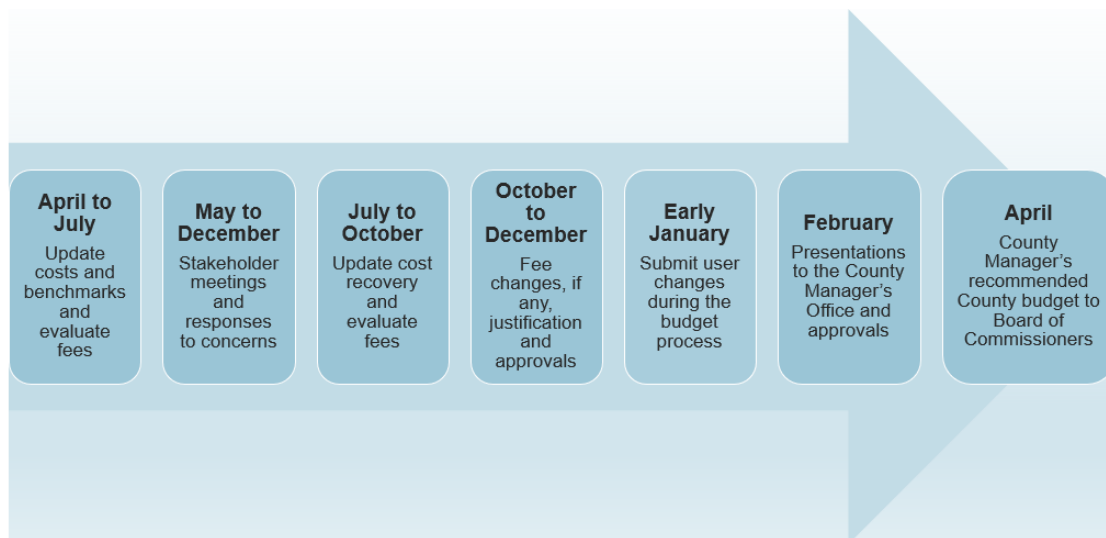 April to
July
Update
costs and
benchmarks
and
evaluate
fees
May to
December
Stakeholder
meetings
and
responses
to concerns
July to
October
Update cost
recovery
and
evaluate
fees
October
to
December
Fee
changes, if
any,
justification
and
approvals
Early
January
Submit user
changes
during the
budget
process
February
Presentations
to the County
Manager’s
Office and
approvals
April
County
Manager’s
recommended
County budget to
Board of
Commissioners